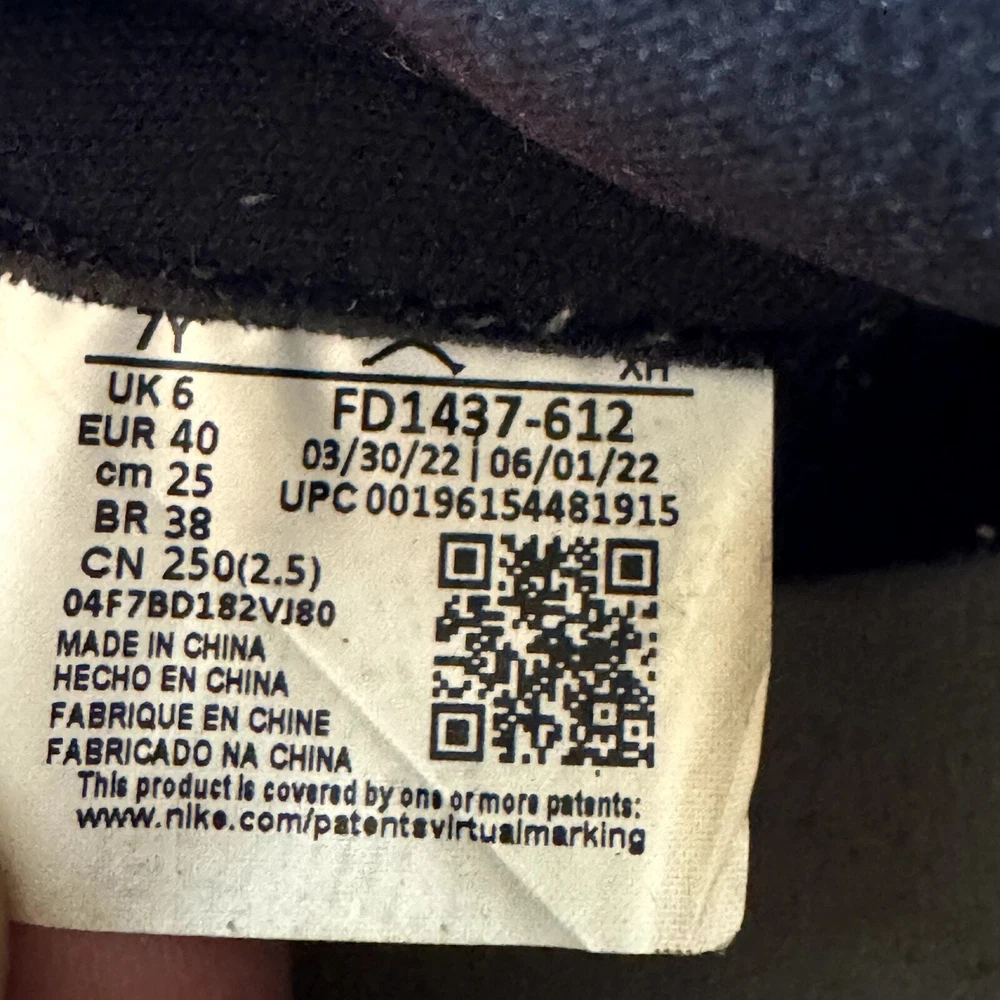 7Y XH
UK 6
EUR 40
cm 25
BR 38
CN 250(2.5)
FD1437-612
03/30/22 | 06/01/22
UPC 00196154481915
04F7BD182VJ80
MADE IN CHINA
HECHO EN CHINA
FABRIQUE EN CHINE
FABRICADO NA CHINA
This product is covered by one or more patents:
www.nike.com/patentsvirtualmarking